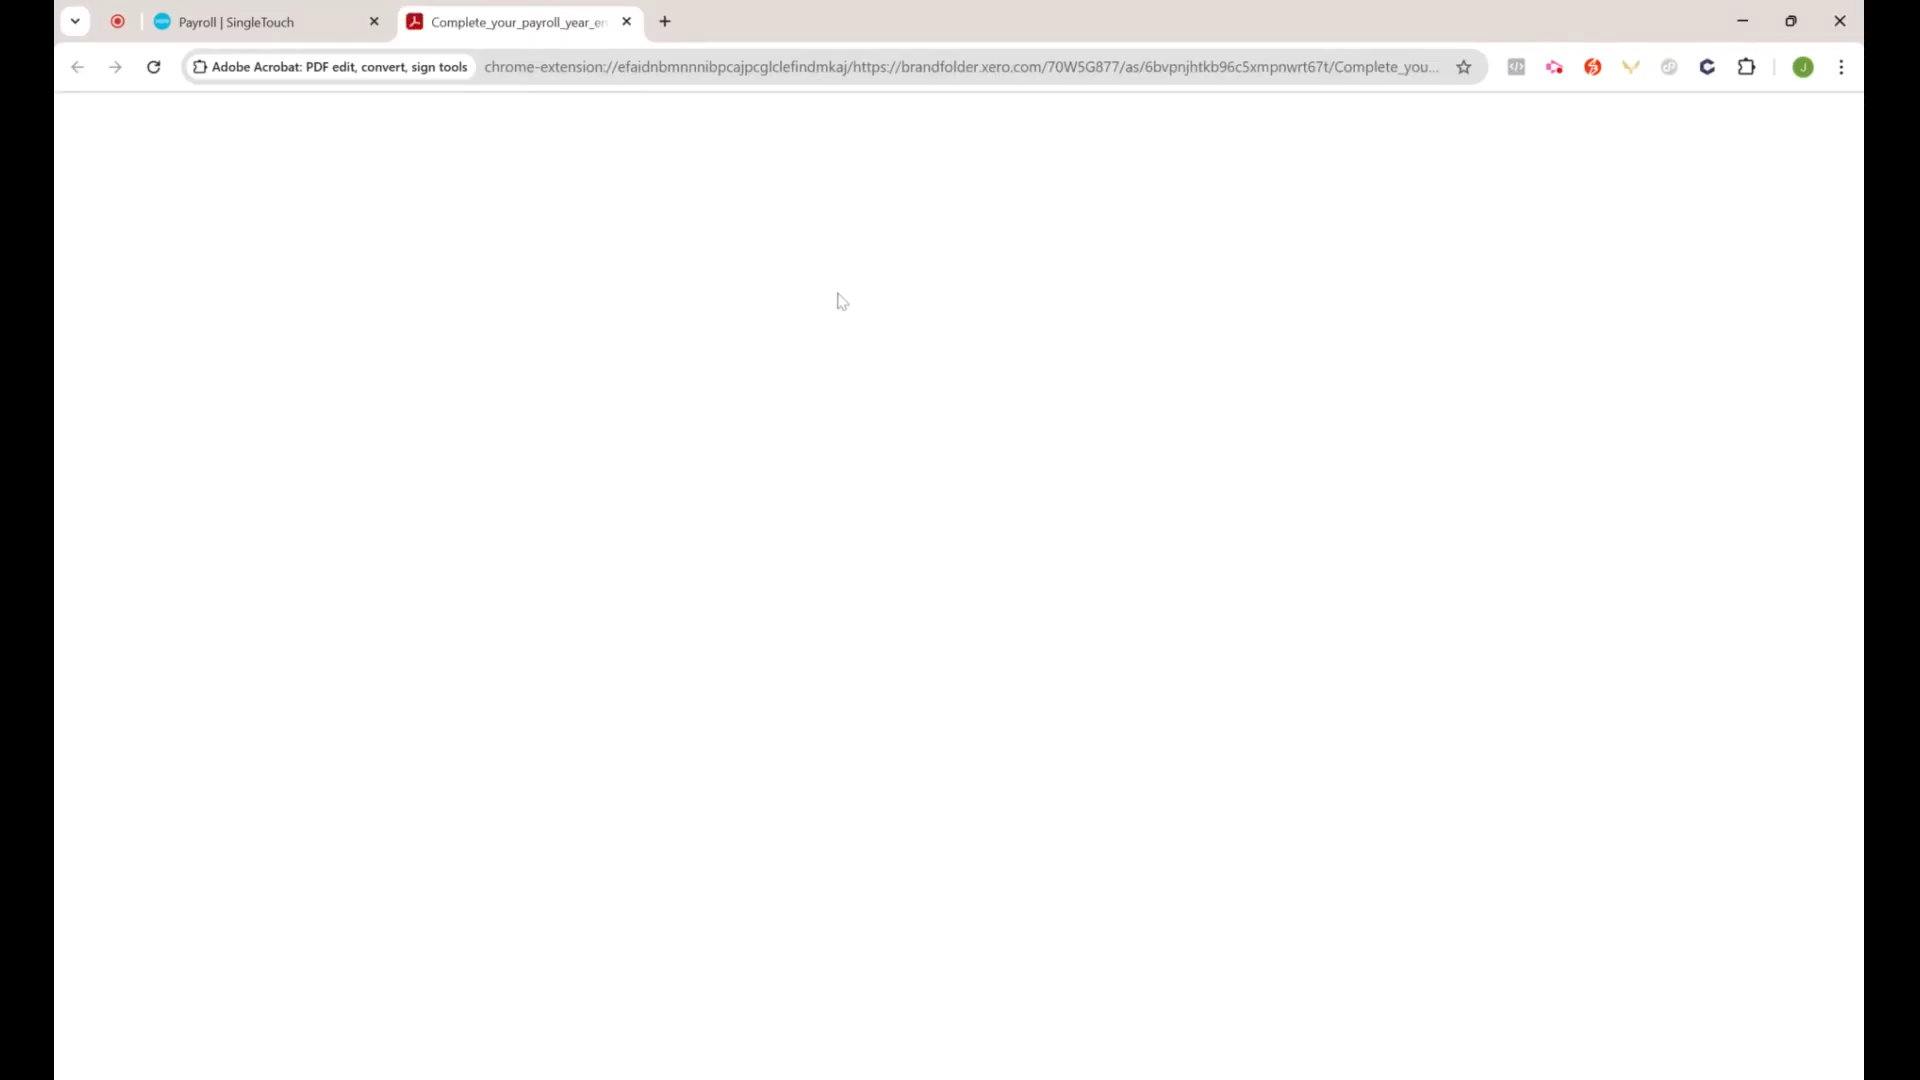 Payroll | SingleTouch
Complete_your_payroll_year_en
Adobe Acrobat: PDF edit, convert, sign tools
chrome-extension://efaidnbmnnnibpcajpcglclefindmkaj/https://brandfolder.xero.com/70W5G877/as/6bvpnjhtkb96c5xmpnwrt67t/Complete_you...
J